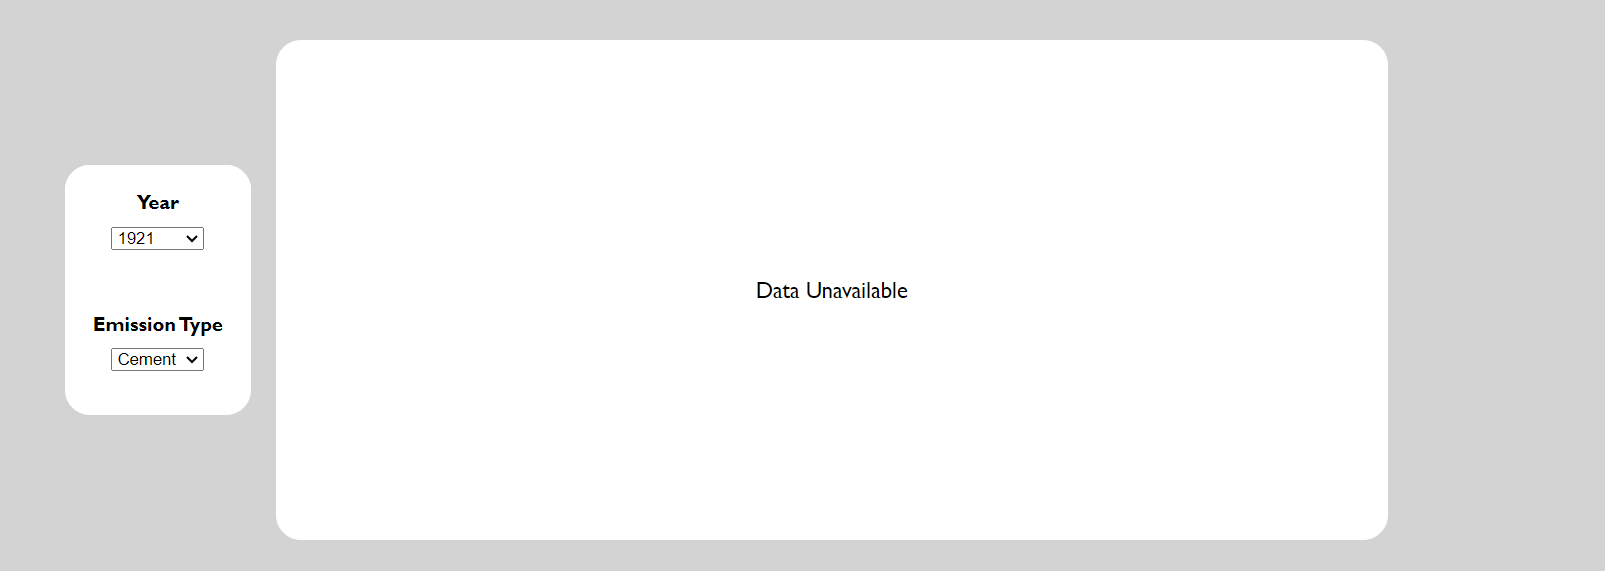 Year
1921
Emission Type
Cement
Data Unavailable